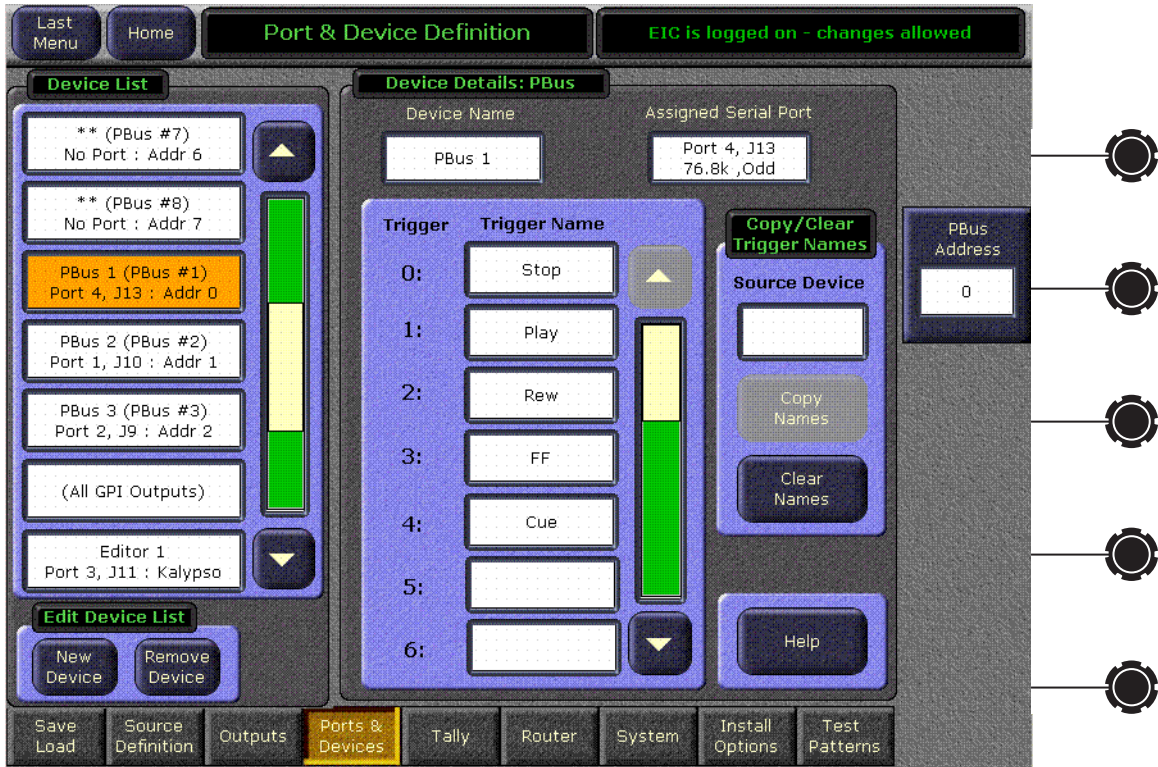 Last
Menu
Home
Port & Device Definition
EIC is logged on - changes allowed
Device List
** (PBus #7)
No Port : Addr 6
** (PBus #8)
No Port : Addr 7
PBus 1 (PBus #1)
Port 4, J13 : Addr 0
PBus 2 (PBus #2)
Port 1, J10 : Addr 1
PBus 3 (PBus #3)
Port 2, J9 : Addr 2
(All GPI Outputs)
Editor 1
Port 3, J11 : Kalypso
Edit Device List
New
Device
Remove
Device
Device Details: PBus
Device Name
PBus 1
Assigned Serial Port
Port 4, J13
76.8k ,Odd
Trigger Trigger Name
0: Stop
1: Play
2: Rew
3: FF
4: Cue
5:
6:
Copy/Clear
Trigger Names
Source Device
Copy
Names
Clear
Names
Help
PBus
Address
0
Save
Load
Source
Definition
Outputs
Ports &
Devices
Tally
Router
System
Install
Options
Test
Patterns